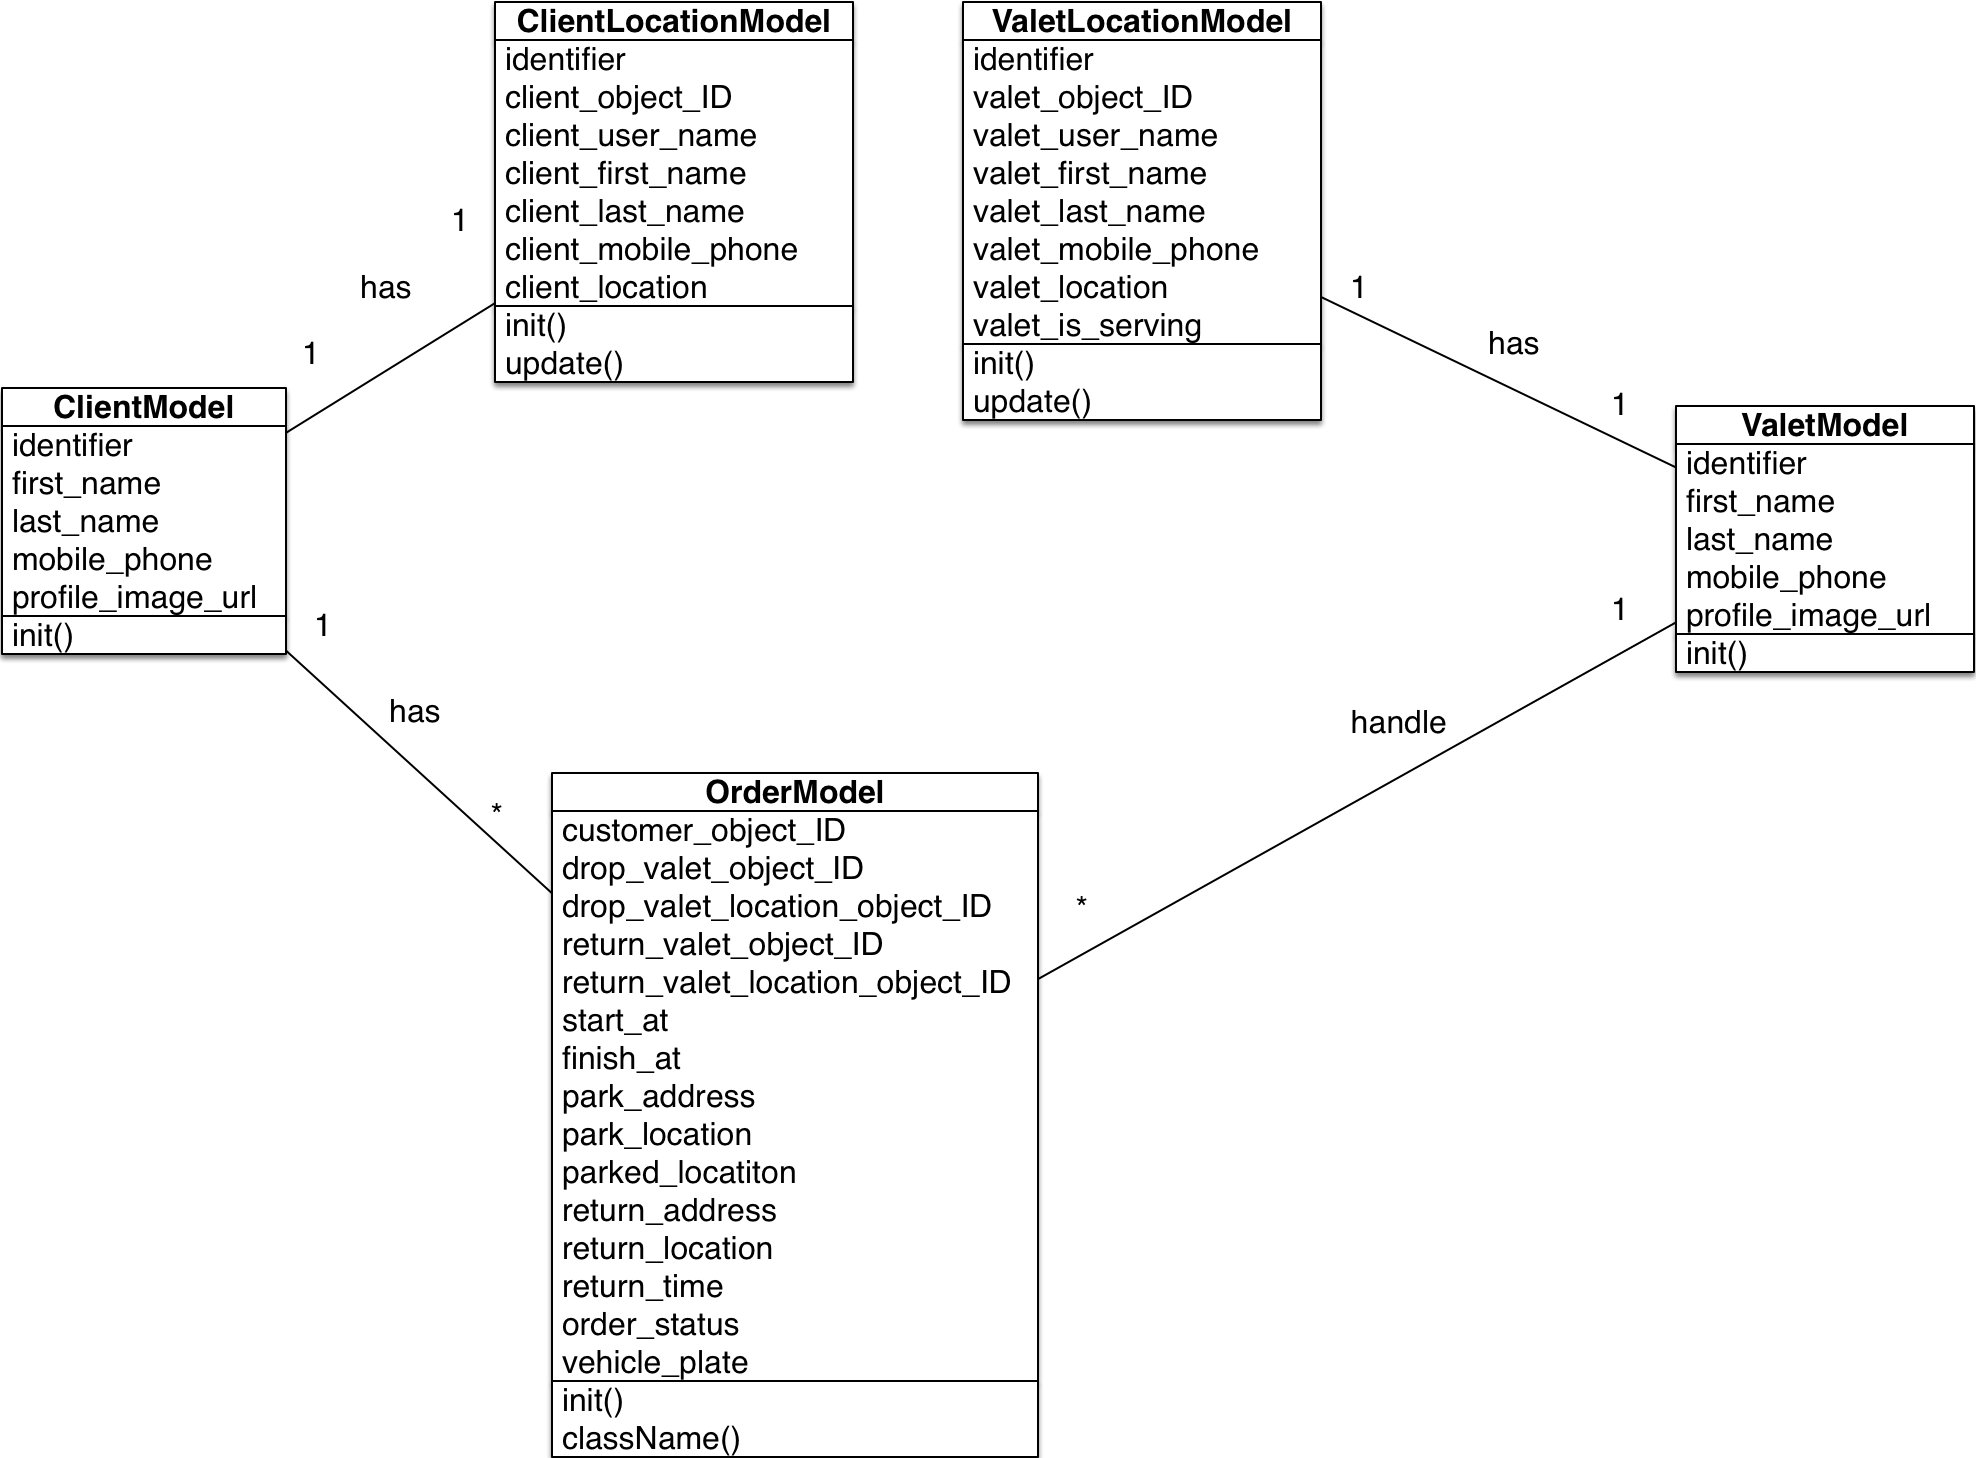 ClientLocationModel
identifier
client_object_ID
client_user_name
client_first_name
client_last_name
client_mobile_phone
client_location
init()
update()
ValetLocationModel
identifier
valet_object_ID
valet_user_name
valet_first_name
valet_last_name
valet_mobile_phone
valet_location
valet_is_serving
init()
update()
1
has
1
1
has
1
ClientModel
identifier
first_name
last_name
mobile_phone
profile_image_url
init()
ValetModel
identifier
first_name
last_name
mobile_phone
profile_image_url
init()
1
has
*
1
handle
*
OrderModel
customer_object_ID
drop_valet_object_ID
drop_valet_location_object_ID
return_valet_object_ID
return_valet_location_object_ID
start_at
finish_at
park_address
park_location
parked_locatiton
return_address
return_location
return_time
order_status
vehicle_plate
init()
className()